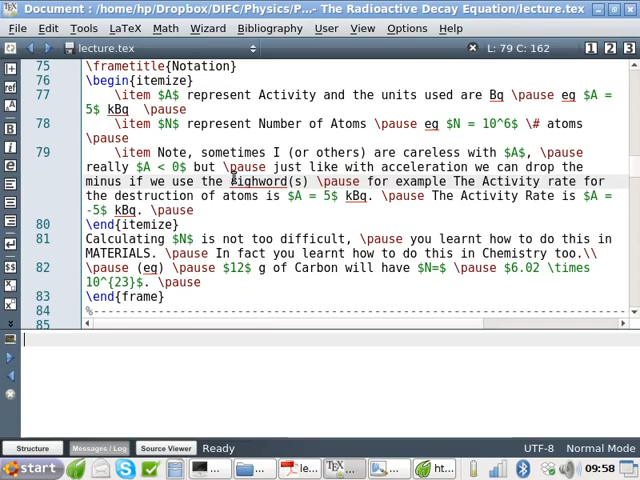 Document : /home/hp/Dropbox/DIFC/Physics/P...- The Radioactive Decay Equation/lecture.tex
File Edit Tools LaTeX Math Wizard Bibliography User View Options Help
lecture.tex L: 79 C: 162 1 2 3
75 \frametitle{Notation}
76 \begin{itemize}
77 \item $A$ represent Activity and the units used are Bq \pause eg $A =
5$ kBq \pause
78 \item $N$ represent Number of Atoms \pause eg $N = 10^6$ \# atoms
\pause
79 \item Note, sometimes I (or others) are careless with $A$, \pause
really $A < 0$ but \pause just like with acceleration we can drop the
minus if we use the sighword(s) \pause for example The Activity rate for
the destruction of atoms is $A = 5$ kBq. \pause The Activity Rate is $A =
-5$ kBq. \pause
80 \end{itemize}
81 Calculating $N$ is not too difficult, \pause you learnt how to do this in
MATERIALS. \pause In fact you learnt how to do this in Chemistry too.\\
82 \pause (eg) \pause $12$ g of Carbon will have $N=$ \pause $6.02 \times
10^{23}$. \pause
83 \end{frame}
84 %---------------------------------------------------------------------
85
Structure Messages / Log Source Viewer Ready UTF-8 Normal Mode
start ... ... le... TEX... ... ht... 09:58